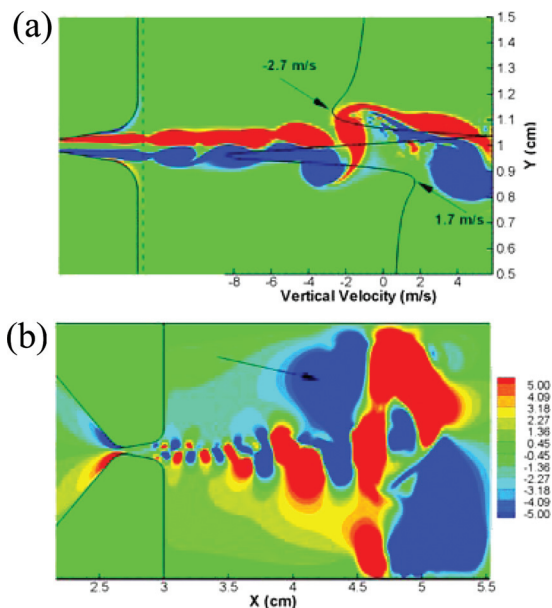 (a)
-2.7 m/s
1.7 m/s
1.5
1.4
1.3
1.2
1.1
1
0.9
0.8
0.7
0.6
0.5
Y (cm)
-8 -6 -4 -2 0 2 4
Vertical Velocity (m/s)
(b)
5.00
4.09
3.18
2.27
1.36
0.45
-0.45
-1.36
-2.27
-3.18
-4.09
-5.00
2.5 3 3.5 4 4.5 5 5.5
X (cm)